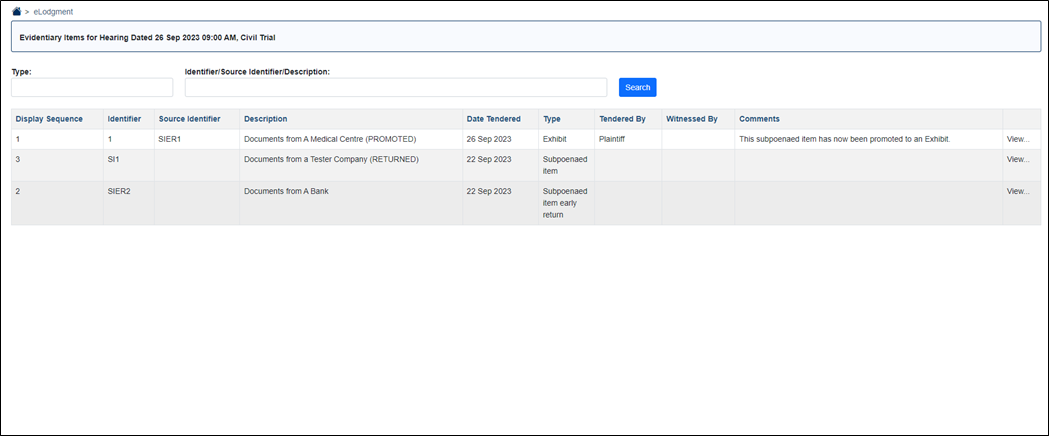 > eLodgment
Evidentiary Items for Hearing Dated 26 Sep 2023 09:00 AM, Civil Trial
Type: Identifier/Source Identifier/Description:
Search
Display Sequence Identifier Source Identifier Description Date Tendered Type Tendered By Witnessed By Comments
1 1 SIER1 Documents from A Medical Centre (PROMOTED) 26 Sep 2023 Exhibit Plaintiff This subpoenaed item has now been promoted to an Exhibit. View...
3 SI1 Documents from a Tester Company (RETURNED) 22 Sep 2023 Subpoenaed View...
item
2 SIER2 Documents from A Bank 22 Sep 2023 Subpoenaed View...
item early
return